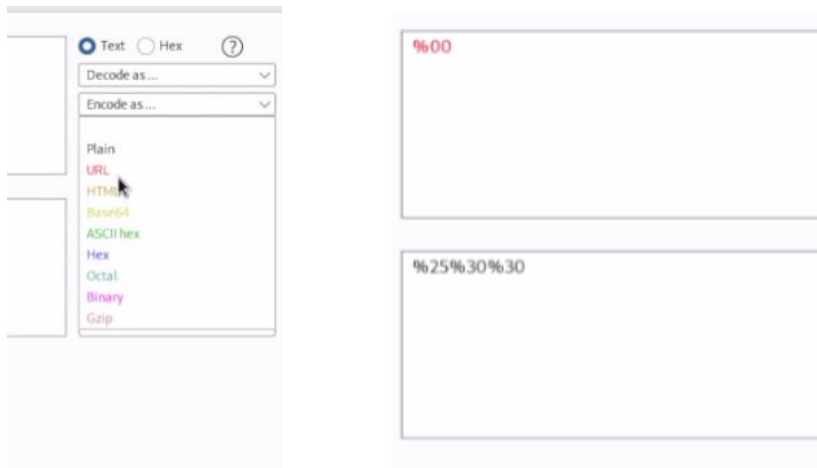 Text Hex ?
Decode as ...
Encode as ...
Plain
URL
HTML
Base64
ASCII hex
Hex
Octal
Binary
Gzip
%00
%25%30%30